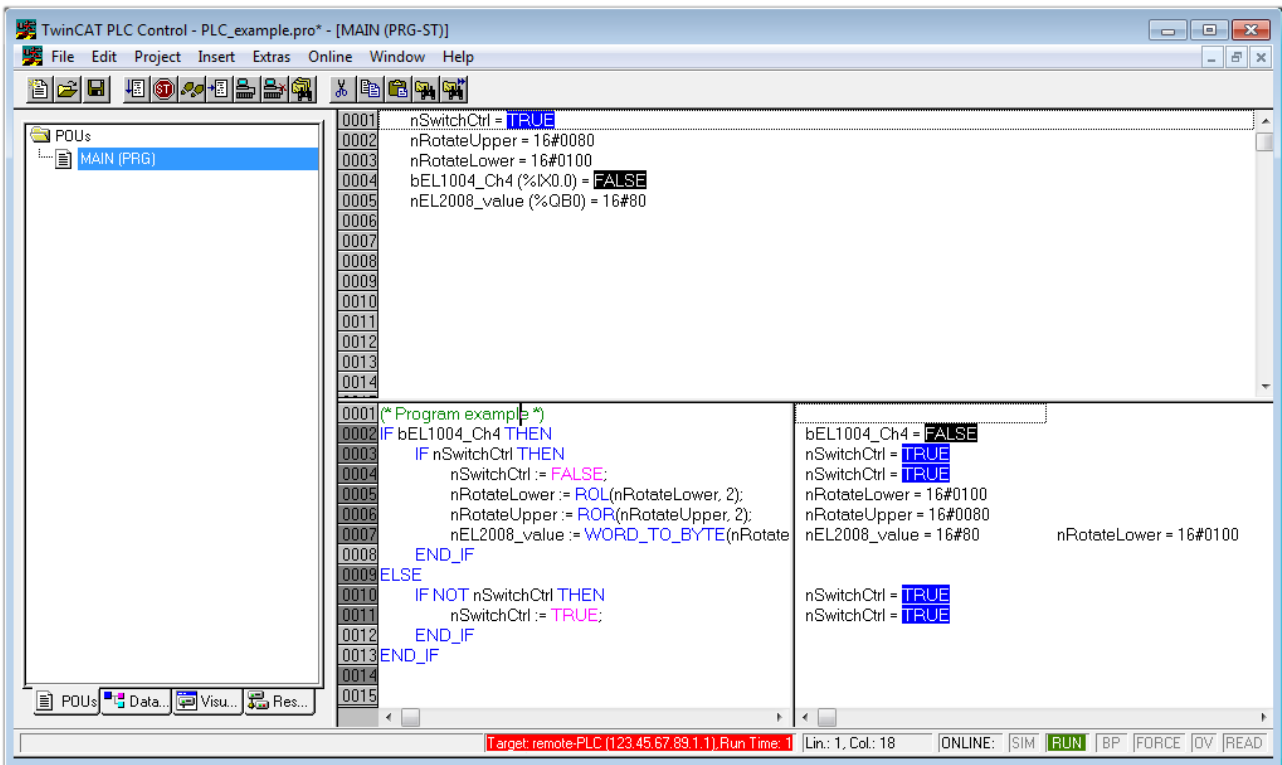 TwinCAT PLC Control - PLC_example.pro* - [MAIN (PRG-ST)]
File Edit Project Insert Extras Online Window Help
POUs
MAIN (PRG)
0001 nSwitchCtrl = TRUE
0002 nRotateUpper = 16#0080
0003 nRotateLower = 16#0100
0004 bEL1004_Ch4 (%IX0.0) = FALSE
0005 nEL2008_value (%QB0) = 16#80
0006
0007
0008
0009
0010
0011
0012
0013
0014
0001 (* Program example *)
0002 IF bEL1004_Ch4 THEN bEL1004_Ch4 = FALSE
0003 IF nSwitchCtrl THEN nSwitchCtrl = TRUE
0004 nSwitchCtrl := FALSE; nSwitchCtrl = TRUE
0005 nRotateLower := ROL(nRotateLower, 2); nRotateLower = 16#0100
0006 nRotateUpper := ROR(nRotateUpper, 2); nRotateUpper = 16#0080
0007 nEL2008_value := WORD_TO_BYTE(nRotate nEL2008_value = 16#80 nRotateLower = 16#0100
0008 END_IF
0009 ELSE
0010 IF NOT nSwitchCtrl THEN nSwitchCtrl = TRUE
0011 nSwitchCtrl := TRUE; nSwitchCtrl = TRUE
0012 END_IF
0013 END_IF
0014
0015
POUs Data... Visu... Res...
Target: remote-PLC (123.45.67.89.1.1), Run Time: 1 Lin.: 1, Col.: 18 ONLINE: SIM RUN BP FORCE OV READ